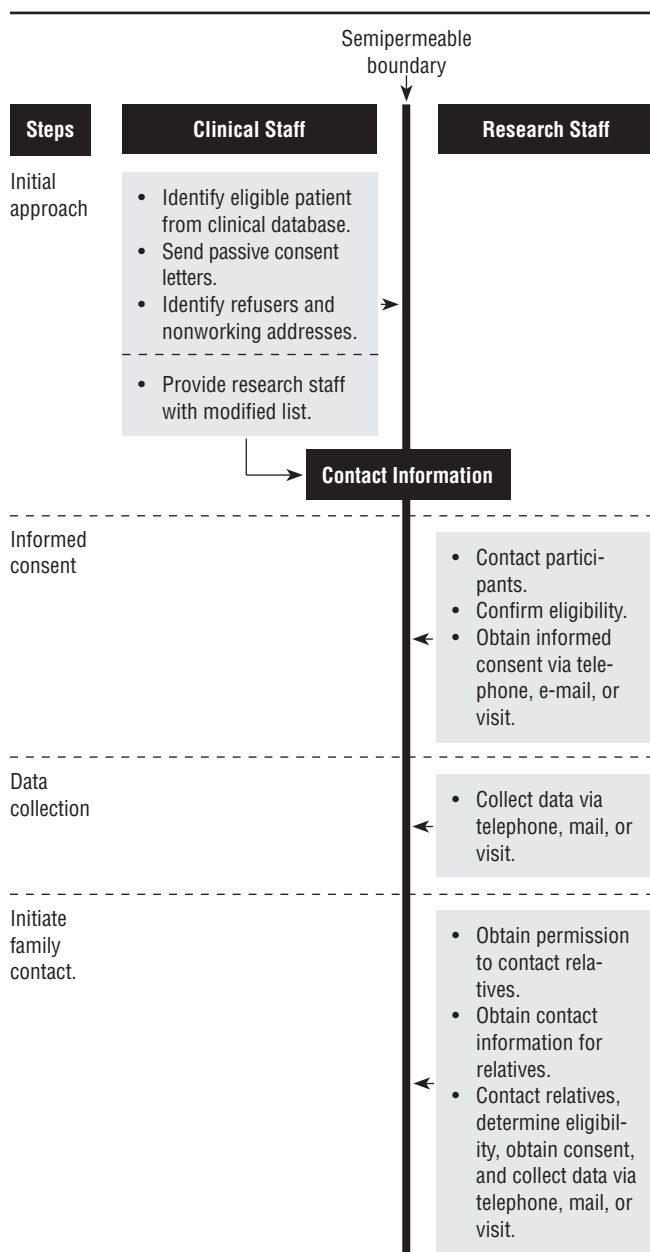 Semipermeable
boundary
Steps
Clinical Staff
Research Staff
Initial
approach
• Identify eligible patient
from clinical database.
• Send passive consent
letters.
• Identify refusers and
nonworking addresses.
• Provide research staff
with modified list.
Contact Information
Informed
consent
• Contact partici-
pants.
• Confirm eligibility.
• Obtain informed
consent via tele-
phone, e-mail, or
visit.
Data
collection
• Collect data via
telephone, mail, or
visit.
Initiate
family
contact.
• Obtain permission
to contact rela-
tives.
• Obtain contact
information for
relatives.
• Contact relatives,
determine eligibil-
ity, obtain consent,
and collect data via
telephone, mail, or
visit.